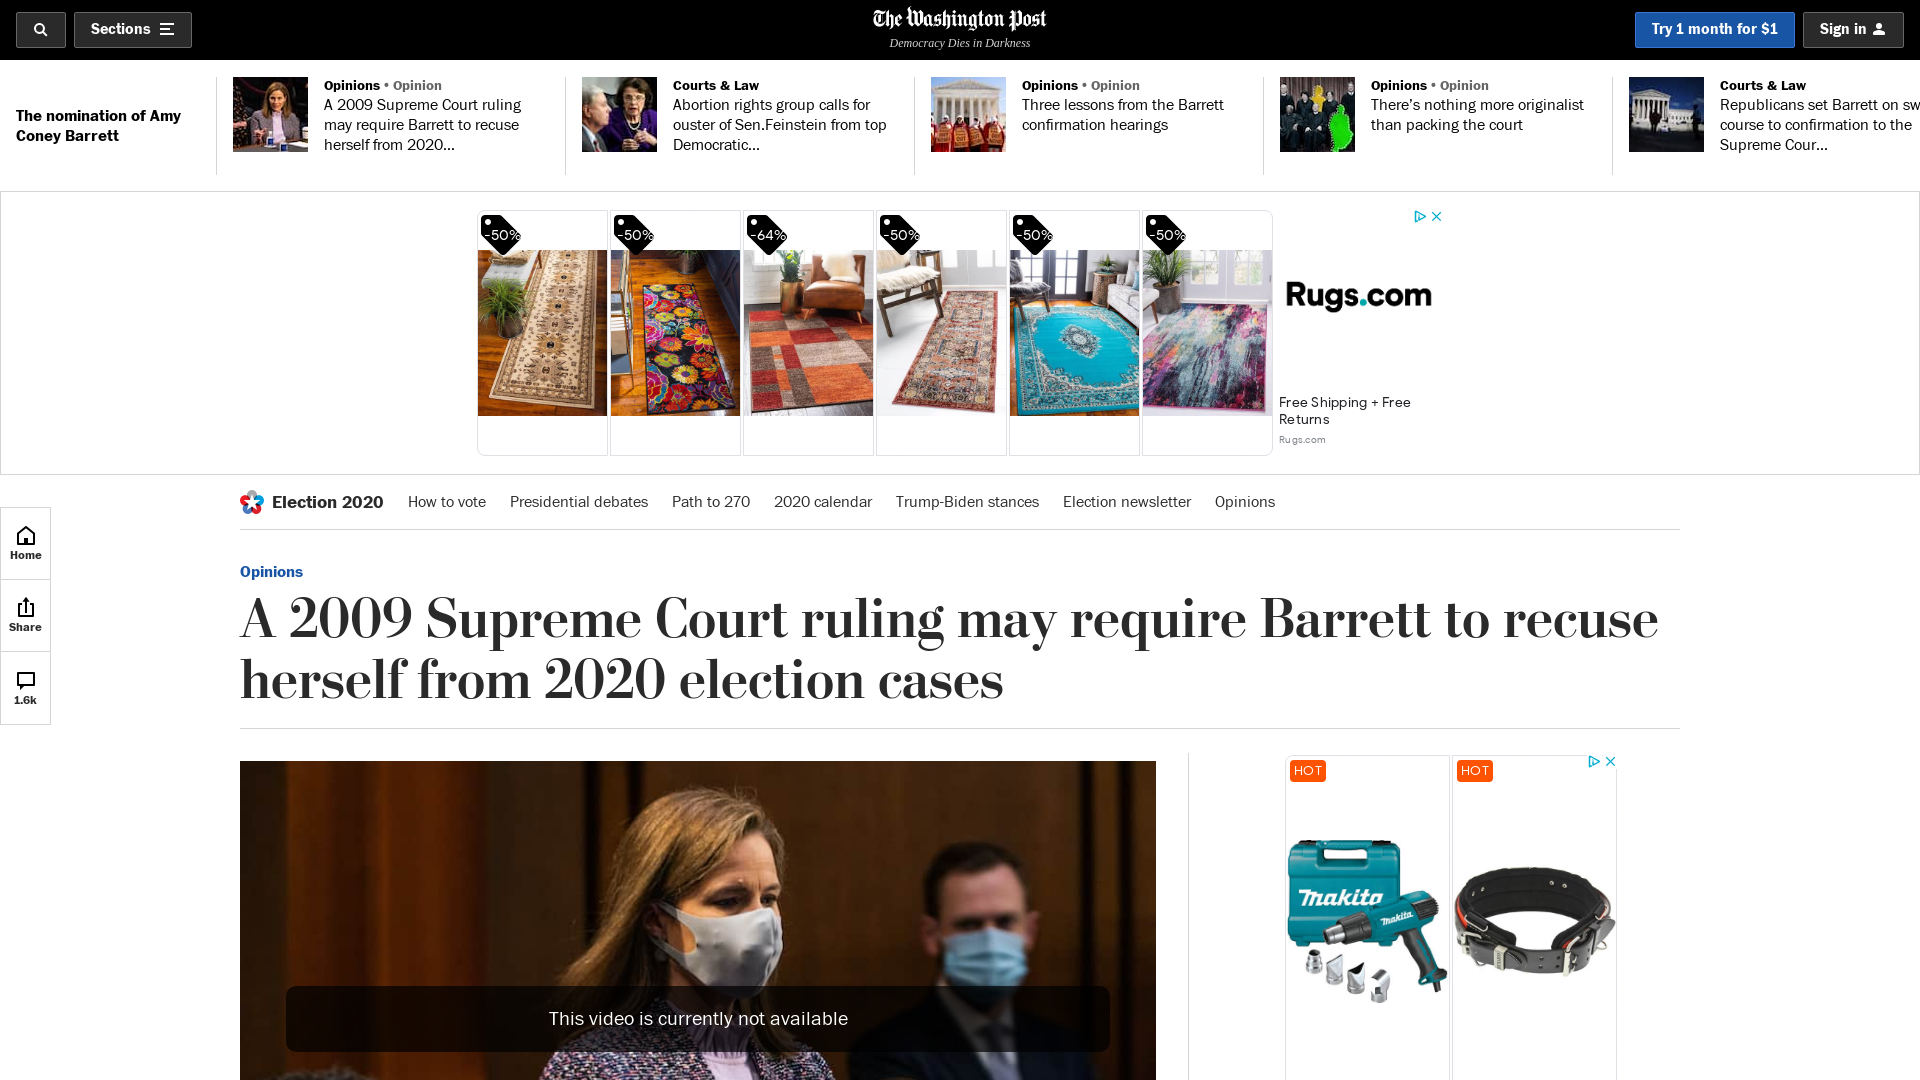 Sections
The Washington Post
Democracy Dies in Darkness
Try 1 month for $1
Sign in
The nomination of Amy
Coney Barrett
Opinions • Opinion
A 2009 Supreme Court ruling
may require Barrett to recuse
herself from 2020...
Courts & Law
Abortion rights group calls for
ouster of Sen.Feinstein from top
Democratic...
Opinions • Opinion
Three lessons from the Barrett
confirmation hearings
Opinions • Opinion
There’s nothing more originalist
than packing the court
Courts & Law
Republicans set Barrett on sw
course to confirmation to the
Supreme Cour...
-50%
-50%
-64%
-50%
-50%
-50%
Rugs.com
Free Shipping + Free
Returns
Rugs.com
Election 2020
How to vote
Presidential debates
Path to 270
2020 calendar
Trump-Biden stances
Election newsletter
Opinions
Home
Share
1.6k
Opinions
A 2009 Supreme Court ruling may require Barrett to recuse
herself from 2020 election cases
This video is currently not available
HOT
HOT
makita
makita